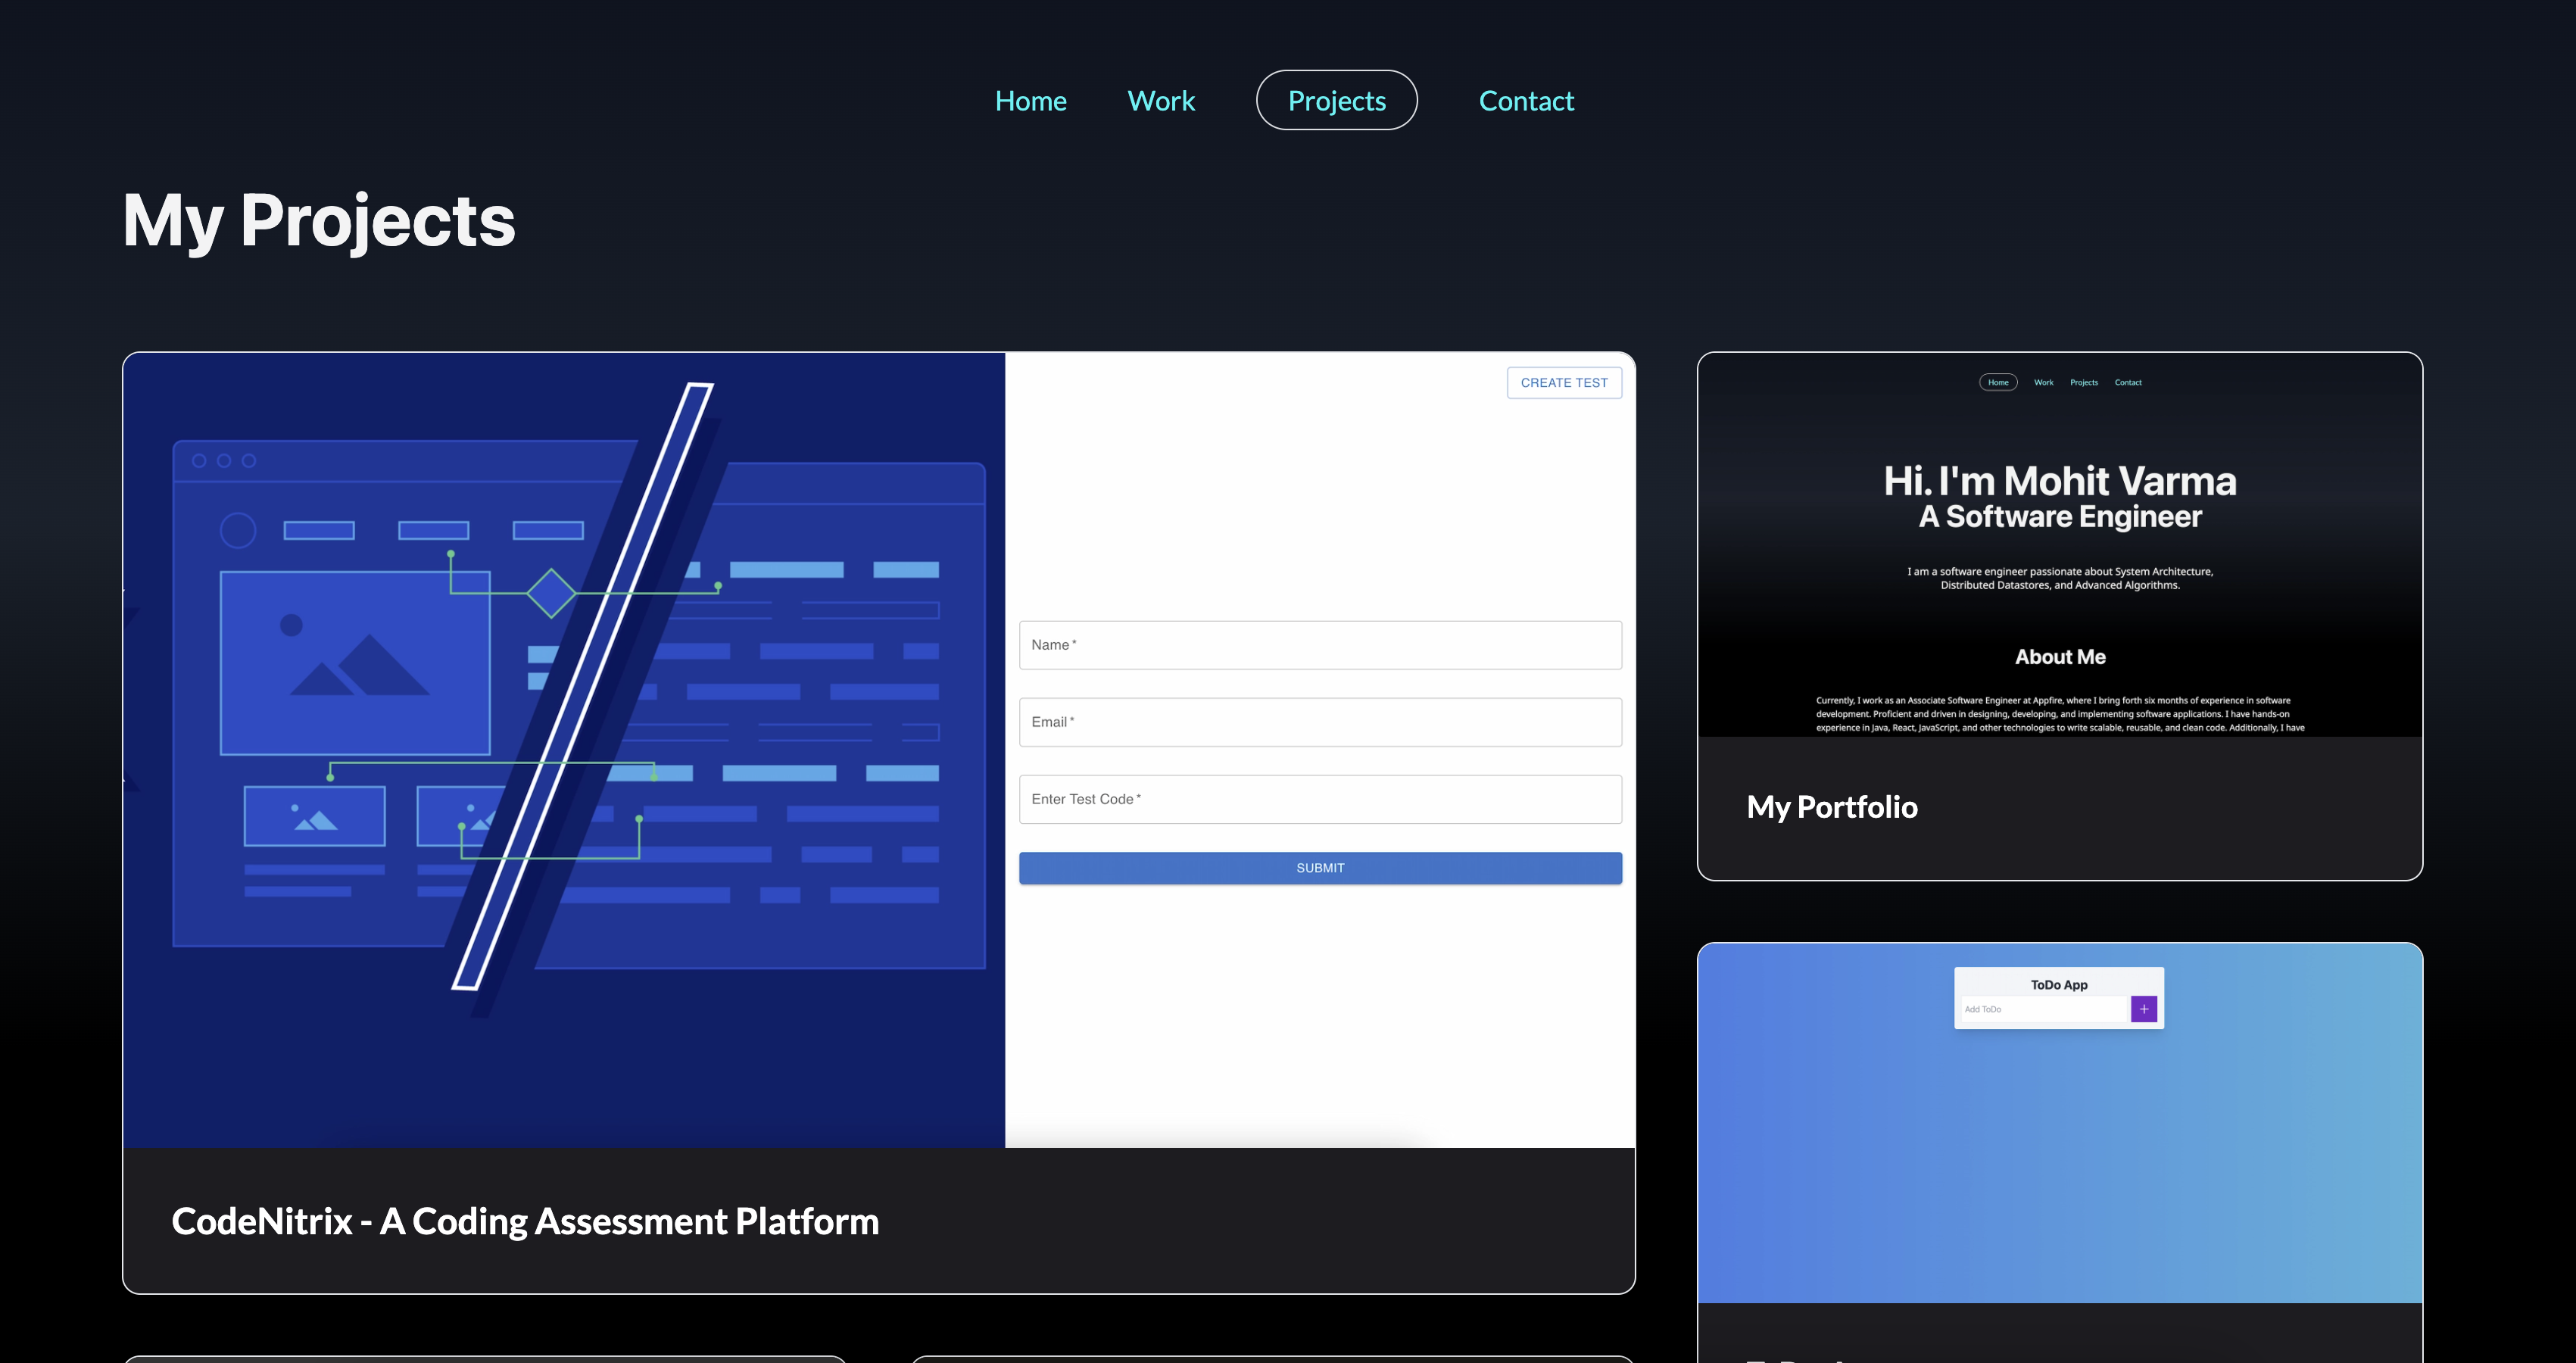 Home Work Projects Contact
My Projects
CREATE TEST
Name *
Email *
Enter Test Code *
SUBMIT
CodeNitrix - A Coding Assessment Platform
Home Work Projects Contact
Hi. I'm Mohit Varma
A Software Engineer
I am a software engineer passionate about System Architecture,
Distributed Datastores, and Advanced Algorithms.
About Me
Currently, I work as an Associate Software Engineer at Appfire, where I bring forth six months of experience in software
development. Proficient and driven in designing, developing, and implementing software applications. I have hands-on
experience in Java, React, JavaScript, and other technologies to write scalable, reusable, and clean code. Additionally, I have
My Portfolio
ToDo App
Add ToDo
+